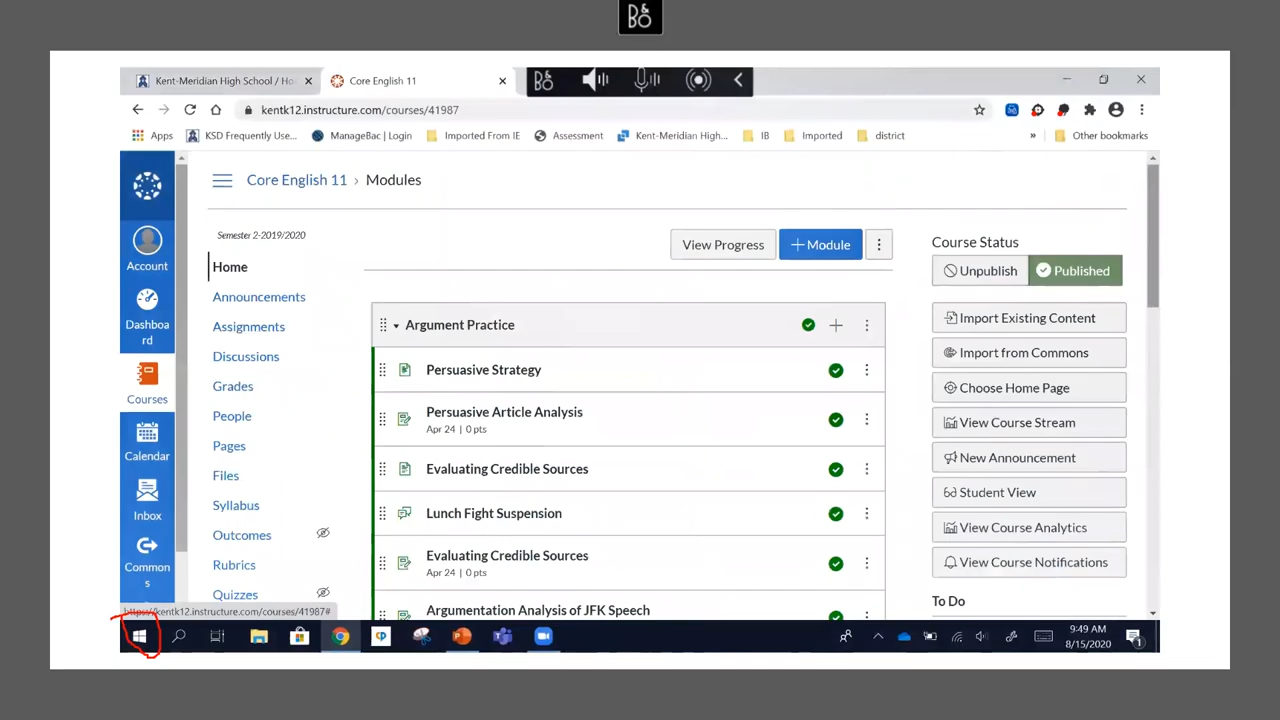 B&O
Kent-Meridian High School / Ho
Core English 11
B&O
kentk12.instructure.com/courses/41987
Apps
KSD Frequently Use...
ManageBac | Login
Imported From IE
Assessment
Kent-Meridian High...
IB
Imported
district
»
Other bookmarks
Core English 11 › Modules
Semester 2-2019/2020
View Progress
+ Module
Course Status
Unpublish
Published
Account
Dashboa
rd
Courses
Calendar
Inbox
Common
s
Home
Announcements
Assignments
Discussions
Grades
People
Pages
Files
Syllabus
Outcomes
Rubrics
Quizzes
Argument Practice
Persuasive Strategy
Persuasive Article Analysis
Apr 24 | 0 pts
Evaluating Credible Sources
Lunch Fight Suspension
Evaluating Credible Sources
Apr 24 | 0 pts
Argumentation Analysis of JFK Speech
Import Existing Content
Import from Commons
Choose Home Page
View Course Stream
New Announcement
Student View
View Course Analytics
View Course Notifications
To Do
https://kentk12.instructure.com/courses/41987#
9:49 AM
8/15/2020
1